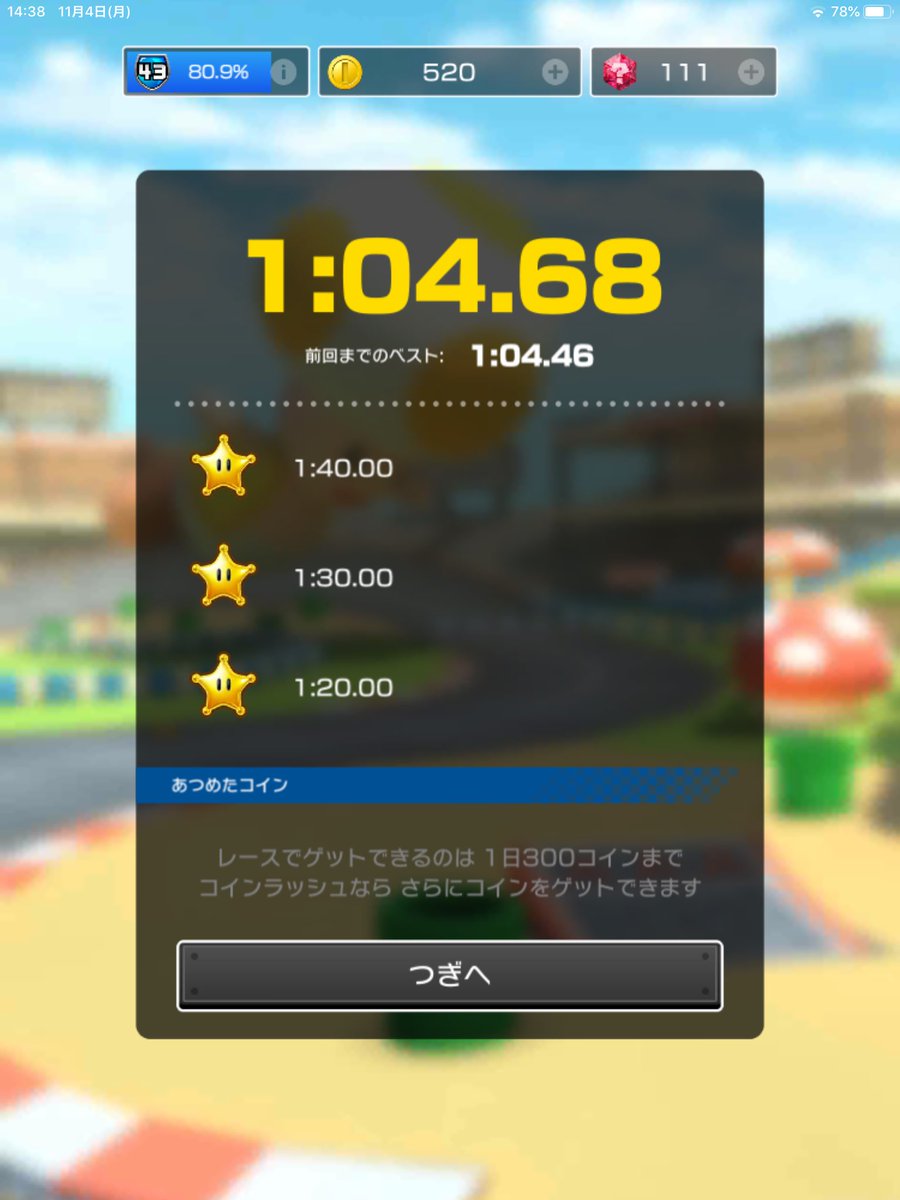 14:38 11月4日(月) 78%
43 80.9% i 520 + ? 111 +
1:04.68
前回までのベスト: 1:04.46
1:40.00
1:30.00
1:20.00
あつめたコイン
レースでゲットできるのは 1日300コインまで
コインラッシュなら さらにコインをゲットできます
つぎへ